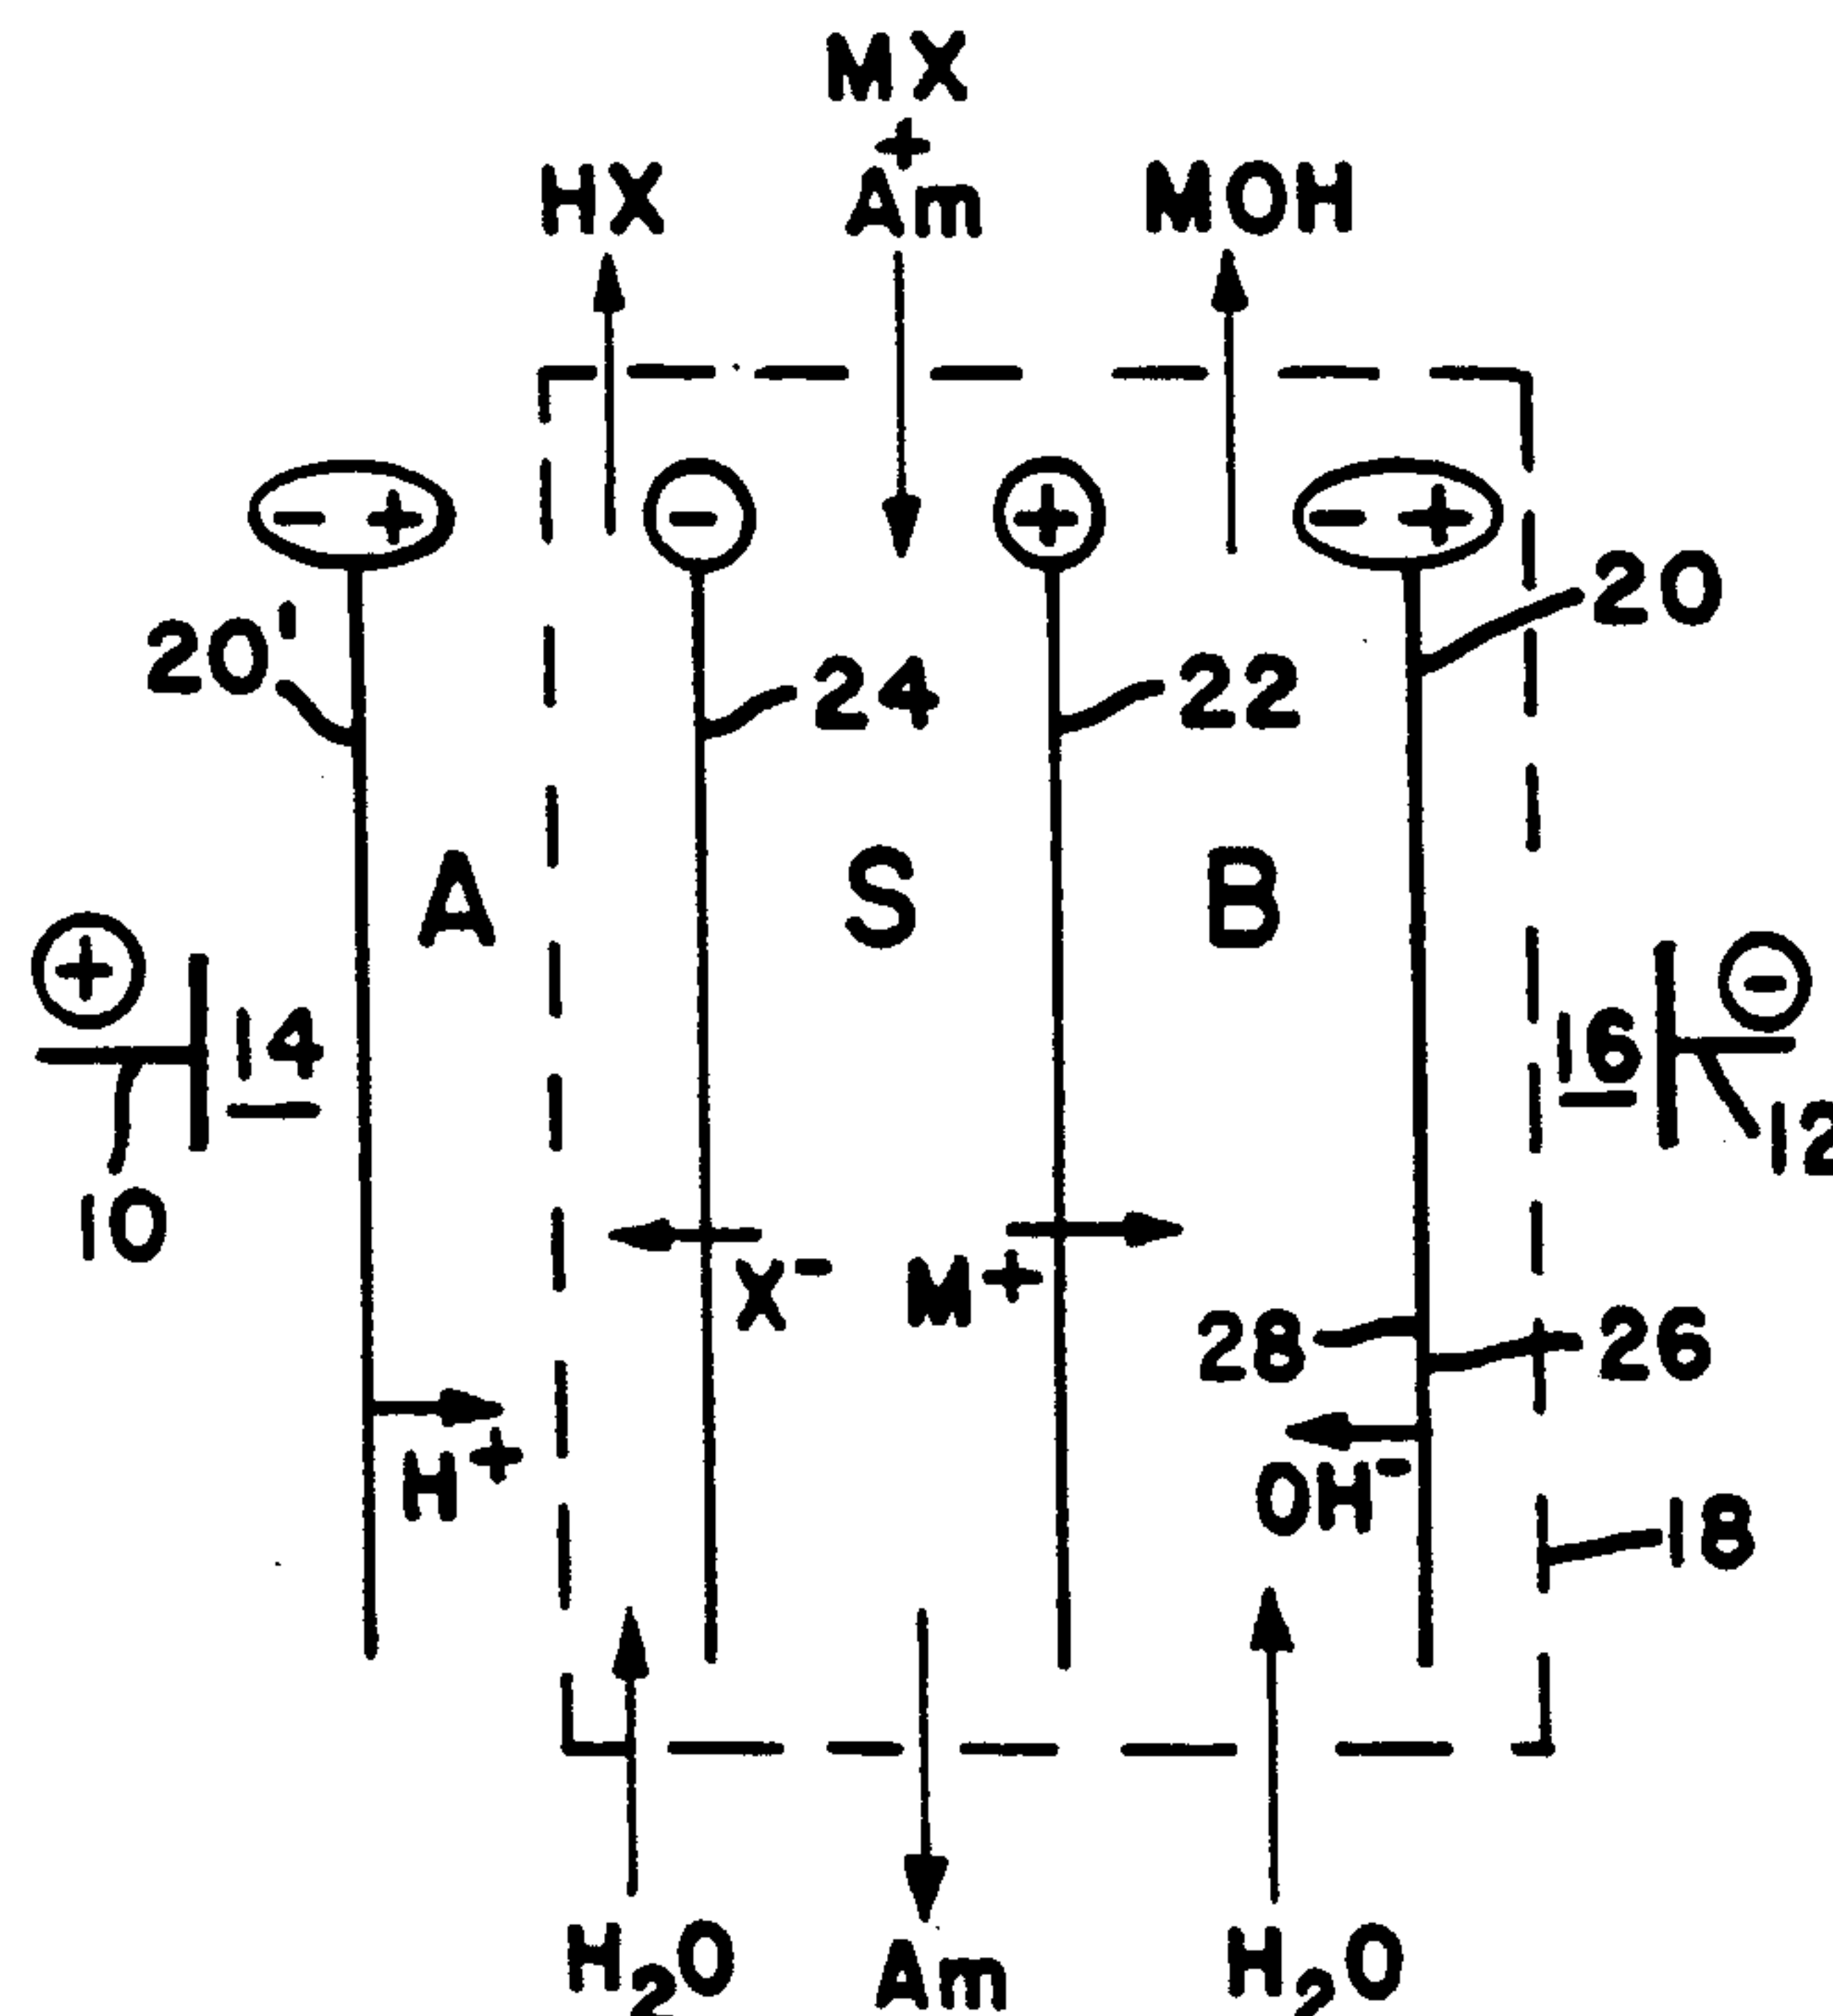 MX
+
HX Am MOH
- + - + - +
20' 20
24 22
A S B
+ 14 16 -
10 12
X- M+
28 26
H+ OH-
18
H2O Am H2O